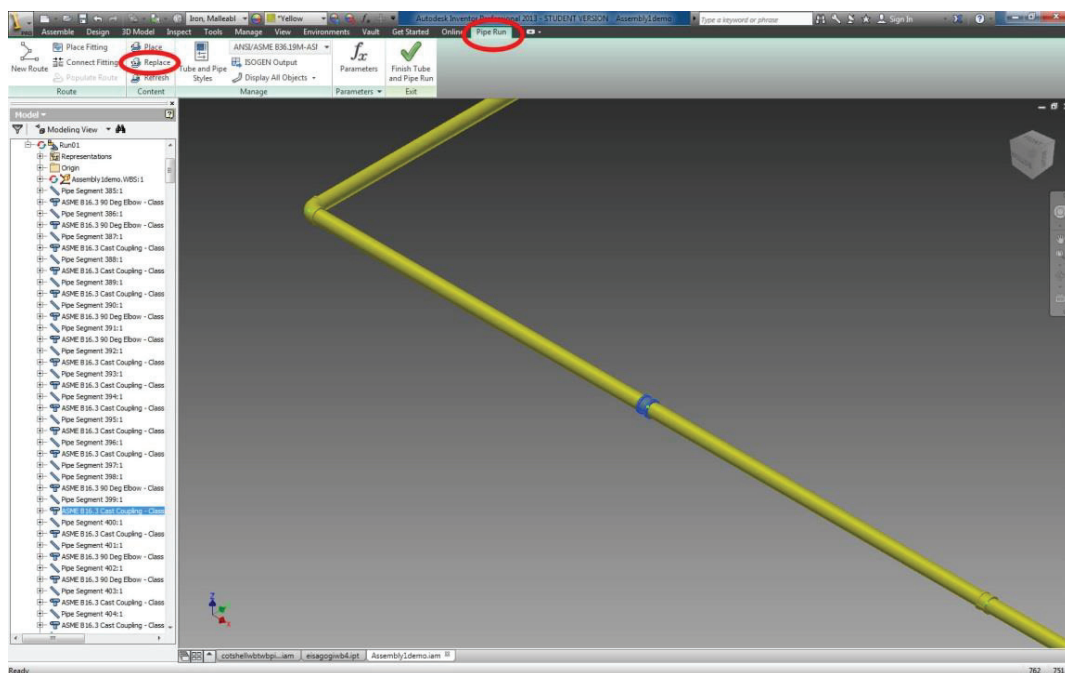 Iron, Malleabl
*Yellow
Autodesk Inventor Professional 2013 - STUDENT VERSION Assembly1demo
Type a keyword or phrase
Sign In
Assemble Design 3D Model Inspect Tools Manage View Environments Vault Get Started Online Pipe Run
Place Fitting Place ANSI/ASME B36.19M-ASI
Connect Fitting Replace ISOGEN Output
New Route Populate Route Refresh Tube and Pipe Styles Display All Objects Parameters Finish Tube and Pipe Run
Route Content Manage Parameters Exit
Model
Modeling View
Run01
Representations
Origin
Assembly1demo.WBS:1
Pipe Segment 385:1
ASME B16.3 90 Deg Elbow - Class
Pipe Segment 386:1
ASME B16.3 90 Deg Elbow - Class
Pipe Segment 387:1
ASME B16.3 Cast Coupling - Class
Pipe Segment 388:1
ASME B16.3 Cast Coupling - Class
Pipe Segment 389:1
ASME B16.3 Cast Coupling - Class
Pipe Segment 390:1
ASME B16.3 90 Deg Elbow - Class
Pipe Segment 391:1
ASME B16.3 90 Deg Elbow - Class
Pipe Segment 392:1
ASME B16.3 Cast Coupling - Class
Pipe Segment 393:1
ASME B16.3 Cast Coupling - Class
Pipe Segment 394:1
ASME B16.3 Cast Coupling - Class
Pipe Segment 395:1
ASME B16.3 Cast Coupling - Class
Pipe Segment 396:1
ASME B16.3 Cast Coupling - Class
Pipe Segment 397:1
Pipe Segment 398:1
ASME B16.3 90 Deg Elbow - Class
Pipe Segment 399:1
ASME B16.3 Cast Coupling - Class
Pipe Segment 400:1
ASME B16.3 Cast Coupling - Class
Pipe Segment 401:1
ASME B16.3 90 Deg Elbow - Class
Pipe Segment 402:1
ASME B16.3 90 Deg Elbow - Class
Pipe Segment 403:1
ASME B16.3 Cast Coupling - Class
Pipe Segment 404:1
ASME B16.3 Cast Coupling - Class
Z
cotshellwbtwbpi...iam eisagogiwb4.ipt Assembly1demo.iam
Ready
762 751